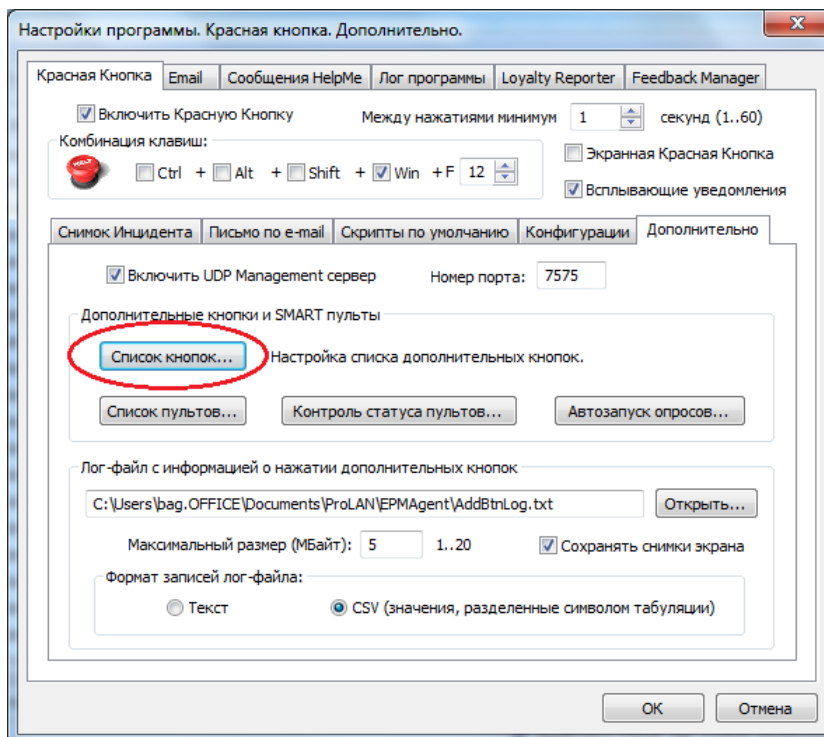 Настройки программы. Красная кнопка. Дополнительно.
Красная Кнопка Email Сообщения HelpMe Лог программы Loyalty Reporter Feedback Manager
Включить Красную Кнопку Между нажатиями минимум 1 секунд (1..60)
Комбинация клавиш:
Экранная Красная Кнопка
HELP Ctrl + Alt + Shift + Win + F 12
Всплывающие уведомления
Снимок Инцидента Письмо по e-mail Скрипты по умолчанию Конфигурации Дополнительно
Включить UDP Management сервер Номер порта: 7575
Дополнительные кнопки и SMART пульты
Список кнопок... Настройка списка дополнительных кнопок.
Список пультов... Контроль статуса пультов... Автозапуск опросов...
Лог-файл с информацией о нажатии дополнительных кнопок
C:\Users\bag.OFFICE\Documents\ProLAN\EPMAgent\AddBtnLog.txt Открыть...
Максимальный размер (МБайт): 5 1..20 Сохранять снимки экрана
Формат записей лог-файла:
Текст CSV (значения, разделенные символом табуляции)
OK Отмена